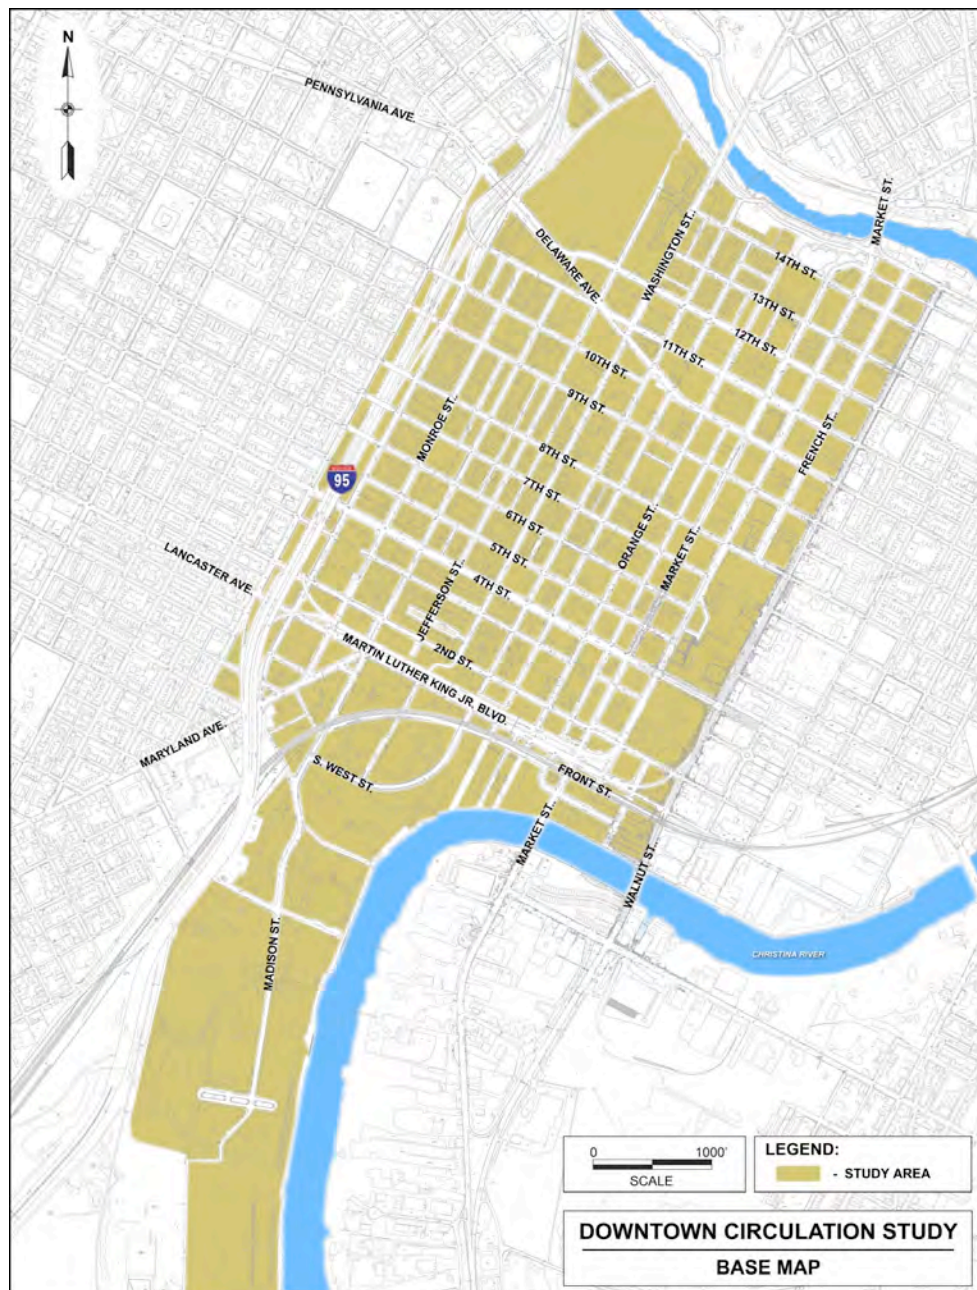 N
PENNSYLVANIA AVE.
MARKET ST.
WASHINGTON ST..
DELAWARE AVE.
14TH ST.
13TH ST.
12TH ST.
11TH ST.
10TH ST.
9TH ST.
MONROE ST..
FRENCH ST..
8TH ST.
95
7TH ST.
6TH ST.
ORANGE ST..
MARKET ST..
5TH ST.
LANCASTER AVE.
4TH ST.
JEFFERSON ST..
2ND ST.
MARTIN LUTHER KING JR. BLVD.
MARYLAND AVE.
S. WEST ST.
FRONT ST.
MARKET ST..
WALNUT ST..
MADISON ST.
CHRISTINA RIVER
0 1000'
SCALE
LEGEND:
- STUDY AREA
DOWNTOWN CIRCULATION STUDY
BASE MAP